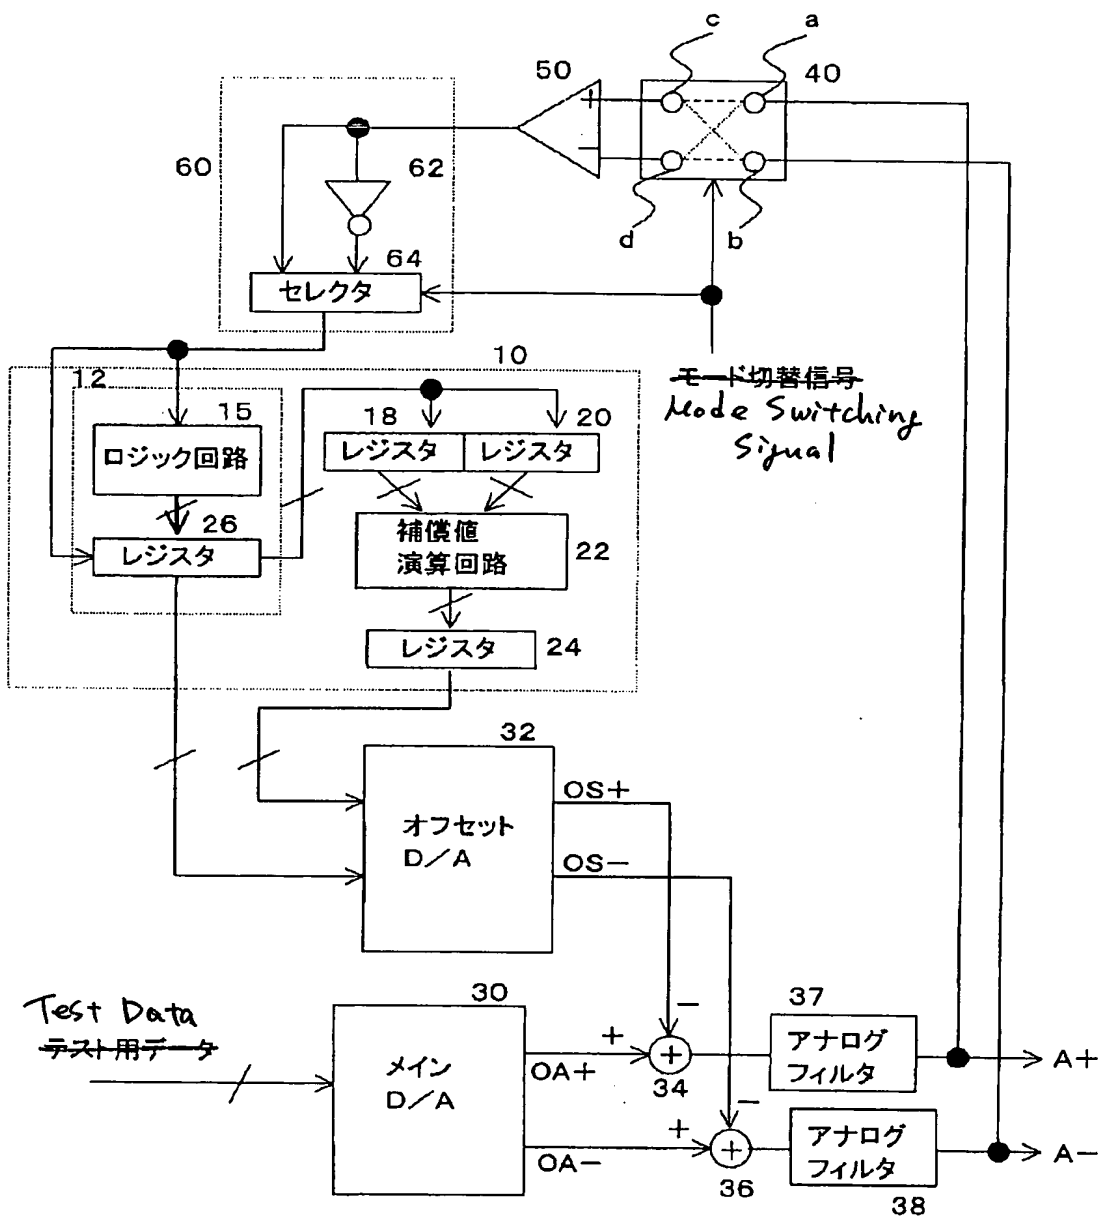 c
a
50
40
+
−
60
62
d
b
64
セレクタ
10
12
モード切替信号
Mode Switching
Signal
15
18
20
ロジック回路
レジスタ
レジスタ
26
レジスタ
補償値
演算回路
22
レジスタ
24
32
OS+
オフセット
D/A
OS−
30
Test Data
テスト用データ
メイン
D/A
−
37
+
+
アナログ
フィルタ
A+
OA+
34
−
+
+
アナログ
フィルタ
A−
OA−
36
38